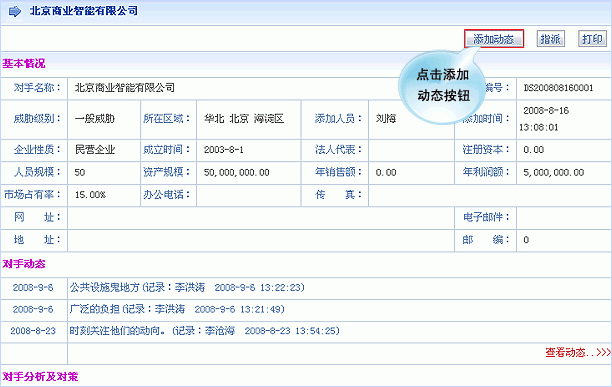 北京商业智能有限公司
添加动态 指派 打印
基本情况
对手名称： 北京商业智能有限公司 编号： DS200808160001
点击添加
动态按钮
威胁级别： 一般威胁 所在区域： 华北 北京 海淀区 添加人员： 刘梅 添加时间： 2008-8-16
13:08:01
企业性质： 民营企业 成立时间： 2003-8-1 法人代表： 注册资本： 0.00
人员规模： 50 资产规模： 50,000,000.00 年销售额： 0.00 年利润额： 5,000,000.00
市场占有率： 15.00% 办公电话： 传 真：
网 址： 电子邮件：
地 址： 邮 编： 0
对手动态
2008-9-6 公共设施鬼地方(记录：李洪涛 2008-9-6 13:22:23)
2008-9-6 广泛的负担(记录：李洪涛 2008-9-6 13:21:49)
2008-8-23 时刻关注他们的动向。(记录：李沧海 2008-8-23 13:54:25)
查看动态..>>>
对手分析及对策